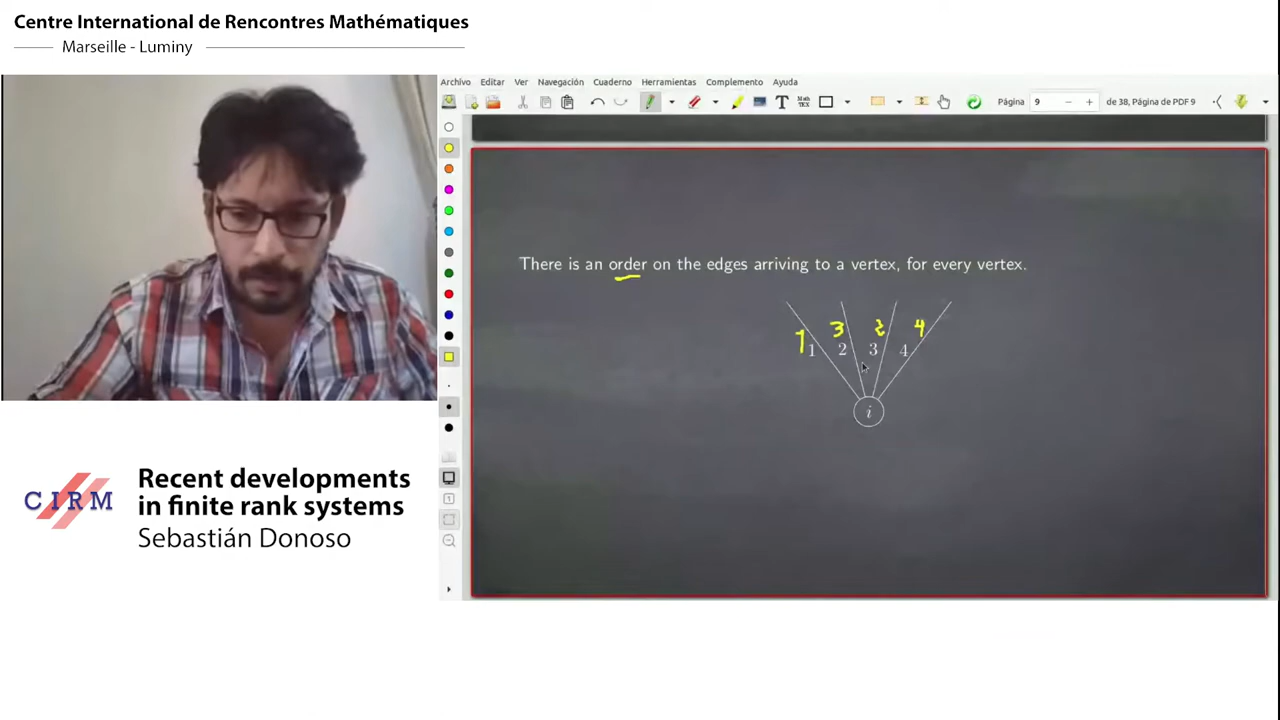 Centre International de Rencontres Mathématiques
Marseille - Luminy
Archivo Editar Ver Navegación Cuaderno Herramientas Complemento Ayuda
T Math TEX Página 9 − + de 38, Página de PDF 9
There is an order on the edges arriving to a vertex, for every vertex.
1 3 2 4
1 2 3 4
i
CIRM
Recent developments
in finite rank systems
Sebastián Donoso